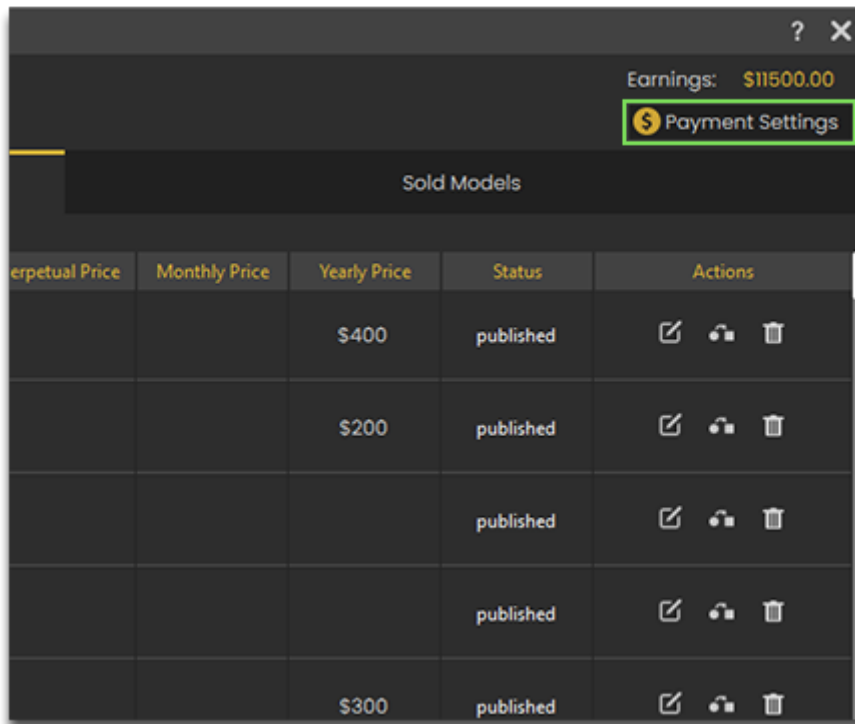 ?
Earnings: $11500.00
$ Payment Settings
Sold Models
erpetual Price Monthly Price Yearly Price Status Actions
$400 published
$200 published
published
published
$300 published